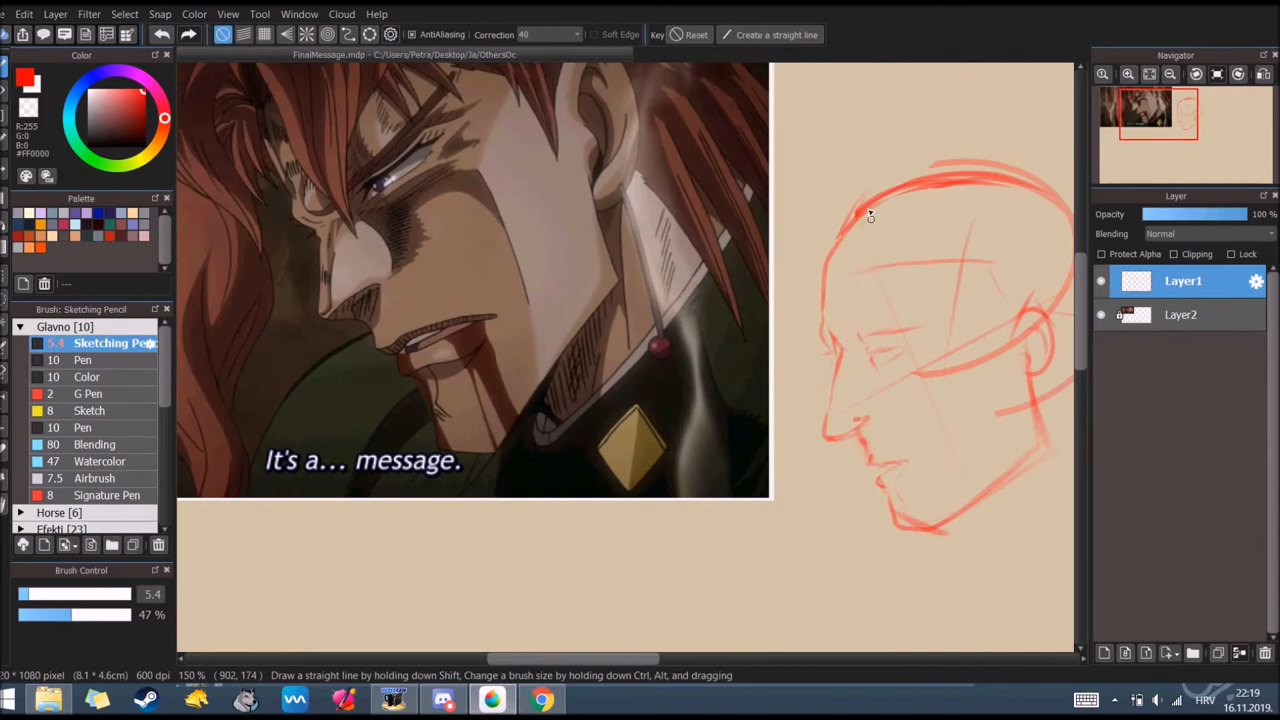 Edit Layer Filter Select Snap Color View Tool Window Cloud Help
AntiAliasing Correction 40 Soft Edge Key Reset Create a straight line
Color
FinalMessage.mdp - C:/Users/Petra/Desktop/Ja/OthersOc
Navigator
R:255
G:0
B:0
#FF0000
Palette
---
Brush: Sketching Pencil
Glavno [10]
5.4 Sketching Pen
10 Pen
10 Color
2 G Pen
8 Sketch
10 Pen
80 Blending
47 Watercolor
7.5 Airbrush
8 Signature Pen
Horse [6]
Efekti [23]
Brush Control
5.4
47 %
It's a... message.
Layer
Opacity 100 %
Blending Normal
Protect Alpha Clipping Lock
Layer1
Layer2
20 * 1080 pixel (8.1 * 4.6cm) 600 dpi 150 % (902, 174) Draw a straight line by holding down Shift, Change a brush size by holding down Ctrl, Alt, and dragging
HRV
22:19
16.11.2019.